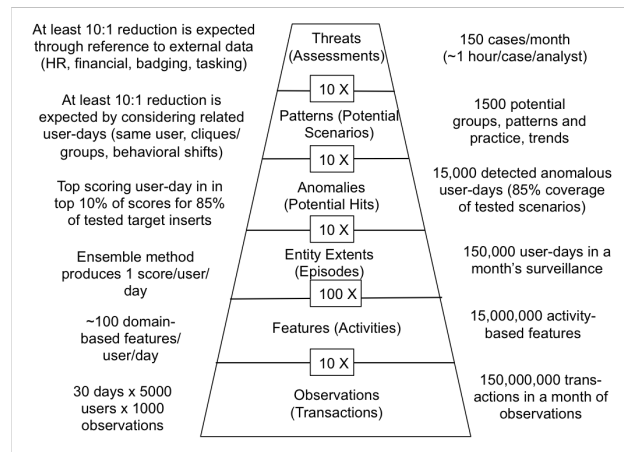 At least 10:1 reduction is expected
through reference to external data
(HR, financial, badging, tasking)
Threats
(Assessments)
150 cases/month
(~1 hour/case/analyst)
10 X
At least 10:1 reduction is
expected by considering related
user-days (same user, cliques/
groups, behavioral shifts)
Patterns (Potential
Scenarios)
1500 potential
groups, patterns and
practice, trends
10 X
Top scoring user-day in in
top 10% of scores for 85%
of tested target inserts
Anomalies
(Potential Hits)
15,000 detected anomalous
user-days (85% coverage
of tested scenarios)
10 X
Ensemble method
produces 1 score/user/
day
Entity Extents
(Episodes)
150,000 user-days in a
month's surveillance
100 X
~100 domain-
based features/
user/day
Features (Activities)
15,000,000 activity-
based features
10 X
30 days x 5000
users x 1000
observations
Observations
(Transactions)
150,000,000 trans-
actions in a month of
observations